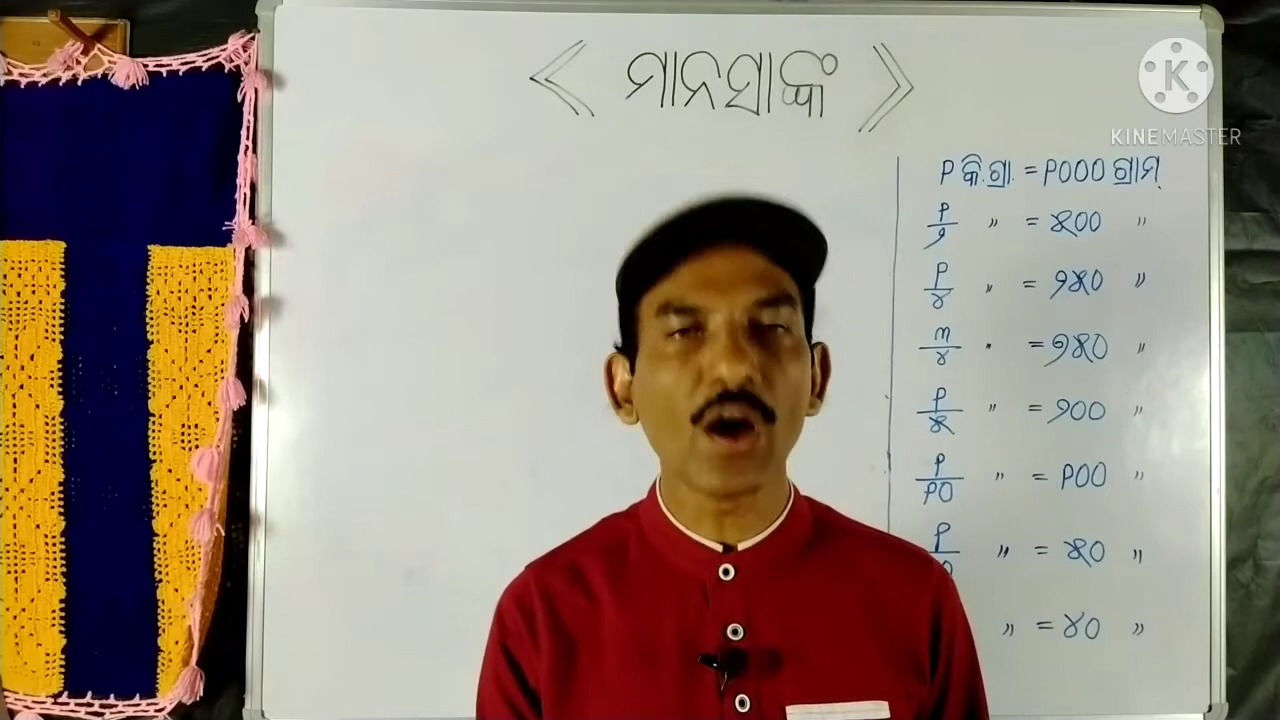 《 ମାନସାଙ୍କ 》
K
KINEMASTER
୧ କି.ଗ୍ରା. = ୧୦୦୦ ଗ୍ରାମ୍
୧/୨ " = ୫୦୦ "
୧/୪ " = ୨୫୦ "
୩/୪ " = ୭୫୦ "
୧/୫ " = ୨୦୦ "
୧/୧୦ " = ୧୦୦ "
" = ୫୦ "
" = ୪୦ "